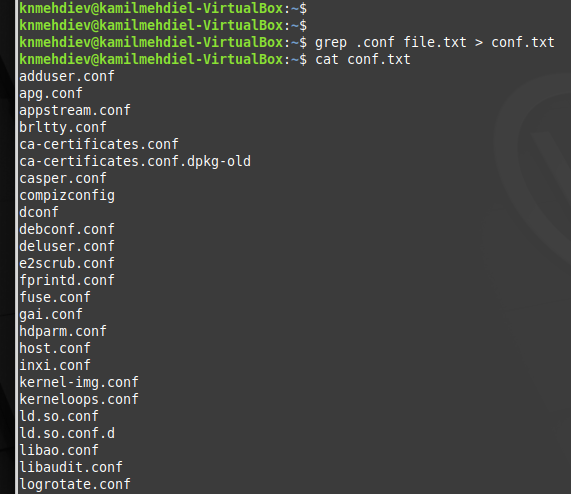 knmehdiev@kamilmehdiel-VirtualBox:~$
knmehdiev@kamilmehdiel-VirtualBox:~$
knmehdiev@kamilmehdiel-VirtualBox:~$ grep .conf file.txt > conf.txt
knmehdiev@kamilmehdiel-VirtualBox:~$ cat conf.txt
adduser.conf
apg.conf
appstream.conf
brltty.conf
ca-certificates.conf
ca-certificates.conf.dpkg-old
casper.conf
compizconfig
dconf
debconf.conf
deluser.conf
e2scrub.conf
fprintd.conf
fuse.conf
gai.conf
hdparm.conf
host.conf
inxi.conf
kernel-img.conf
kerneloops.conf
ld.so.conf
ld.so.conf.d
libao.conf
libaudit.conf
logrotate.conf